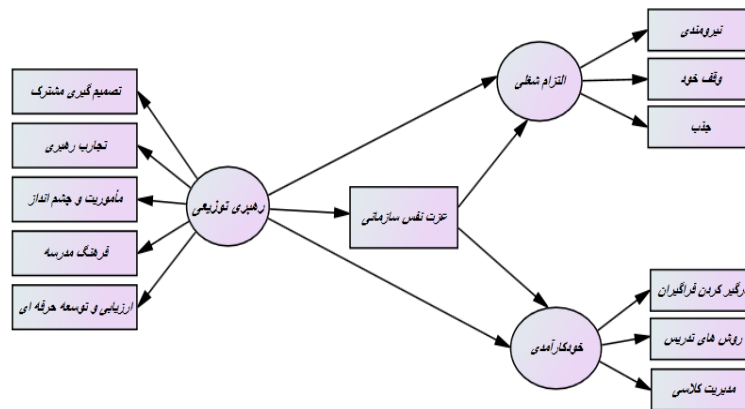 نیرومندی
وقف خود
جذب
التزام شغلی
تصمیم گیری مشترک
تجارب رهبری
مأموریت و چشم انداز
فرهنگ مدرسه
ارزیابی و توسعه حرفه ای
رهبری توزیعی
عزت نفس سازمانی
خودکارآمدی
درگیر کردن فراگیران
روش های تدریس
مدیریت کلاسی